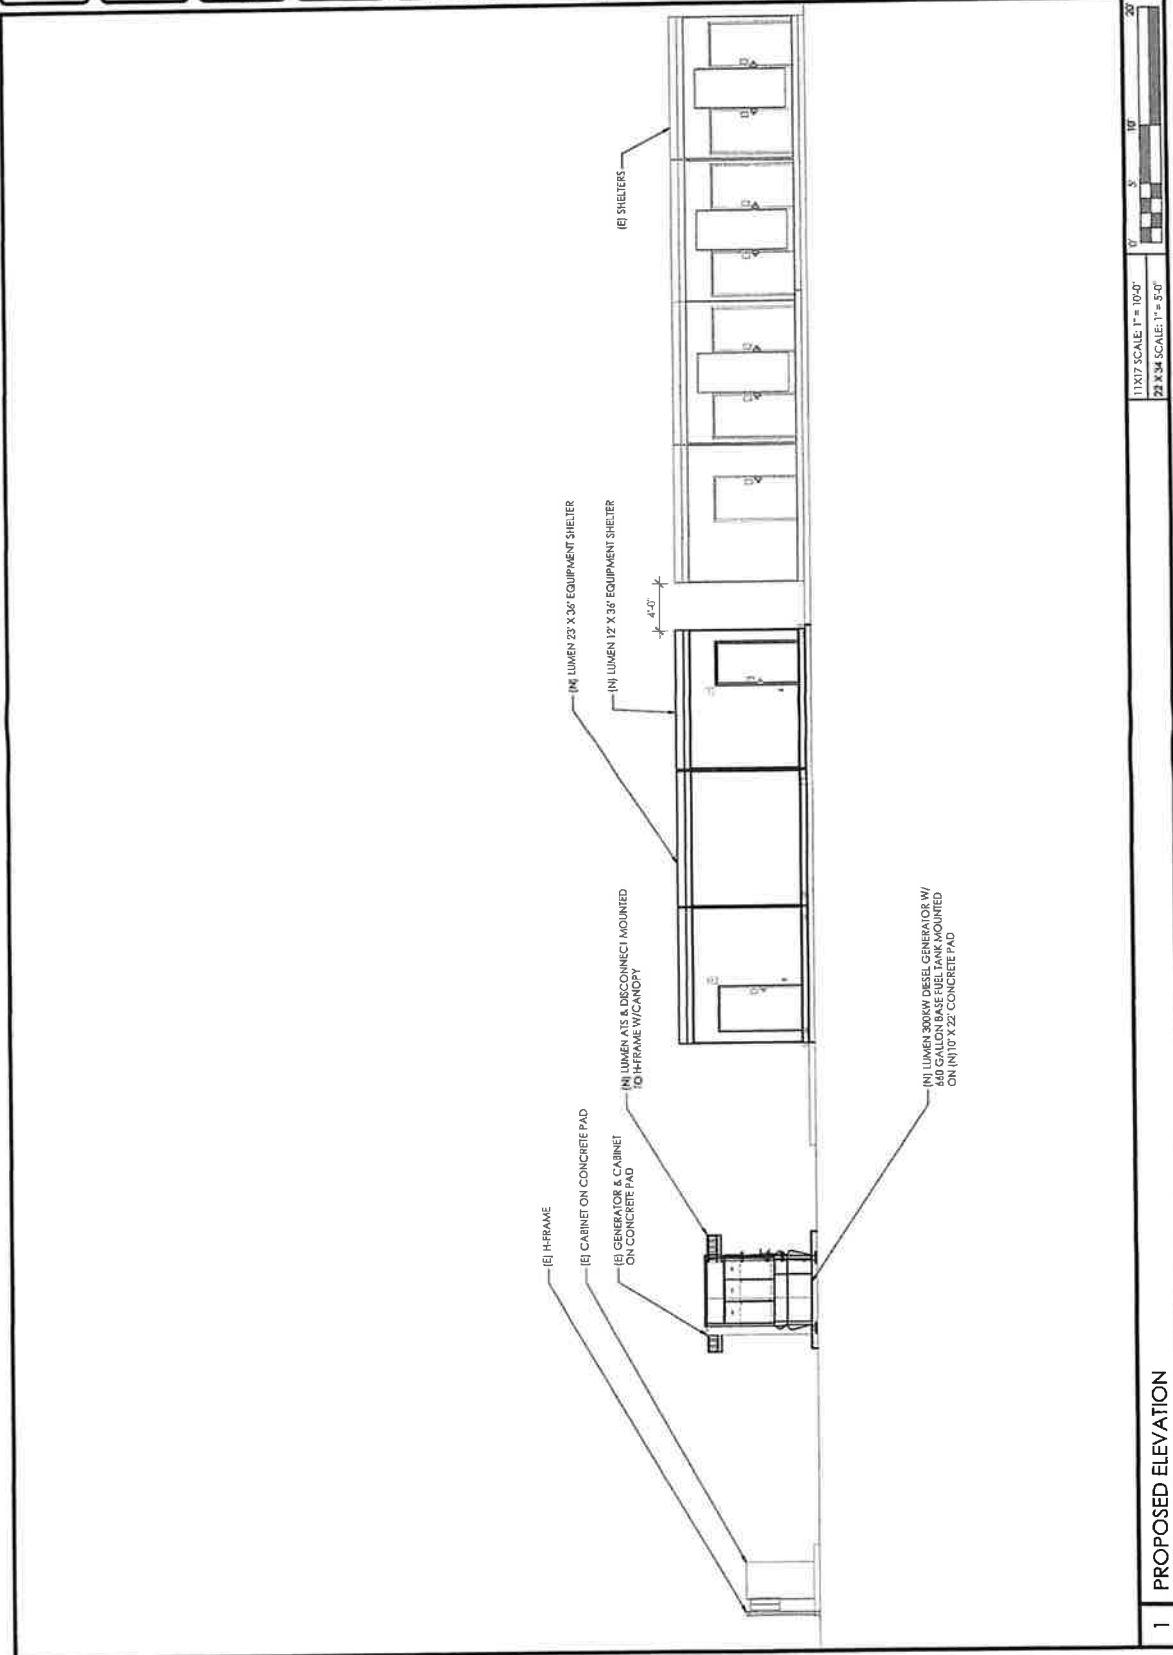 (E) SHELTERS
(N) LUMEN 23' X 36' EQUIPMENT SHELTER
(N) LUMEN 12' X 36' EQUIPMENT SHELTER
4'-0"
(N) LUMEN ATS & DISCONNECT MOUNTED
TO H-FRAME W/CANOPY
(E) H-FRAME
(E) CABINET ON CONCRETE PAD
(E) GENERATOR & CABINET
ON CONCRETE PAD
(N) LUMEN 300KW DIESEL GENERATOR W/
660 GALLON BASE FUEL TANK MOUNTED
ON (N)10' X 22' CONCRETE PAD
1 PROPOSED ELEVATION
11X17 SCALE: 1" = 10'-0"
22 X 34 SCALE: 1" = 5'-0"
0' 5' 10' 20'